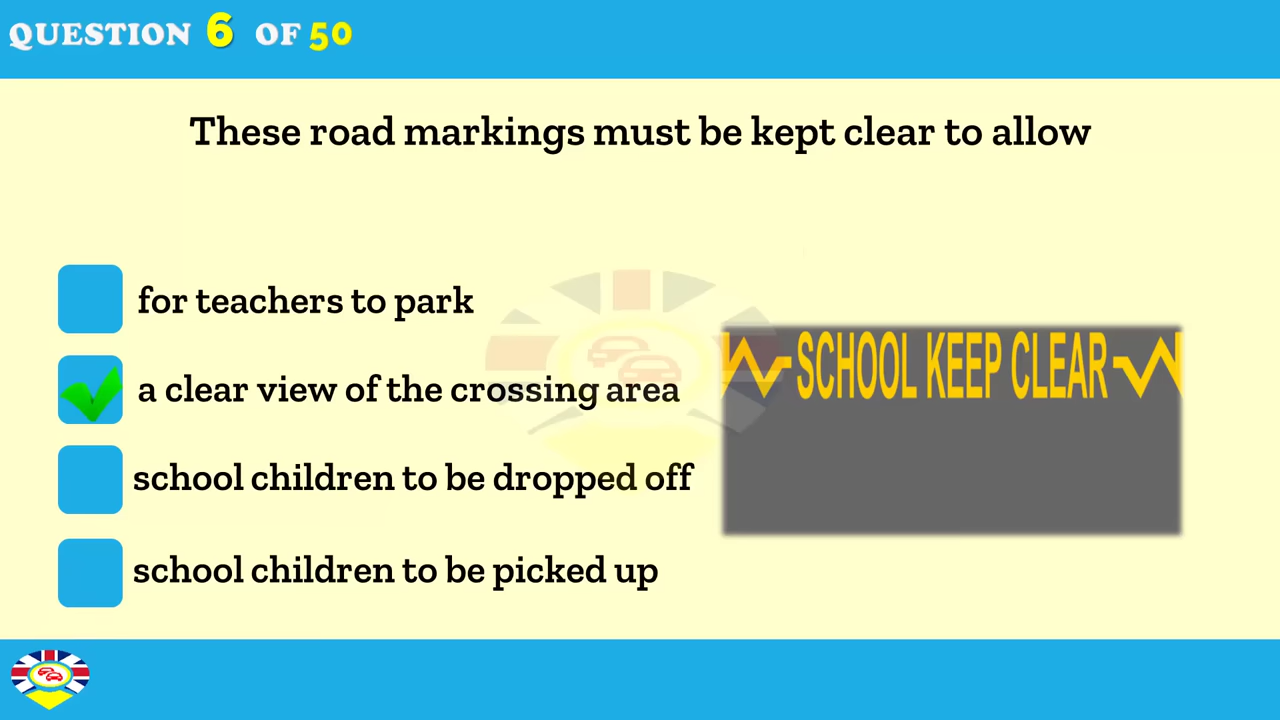 QUESTION 6 OF 50
These road markings must be kept clear to allow
for teachers to park
a clear view of the crossing area
school children to be dropped off
school children to be picked up
SCHOOL KEEP CLEAR